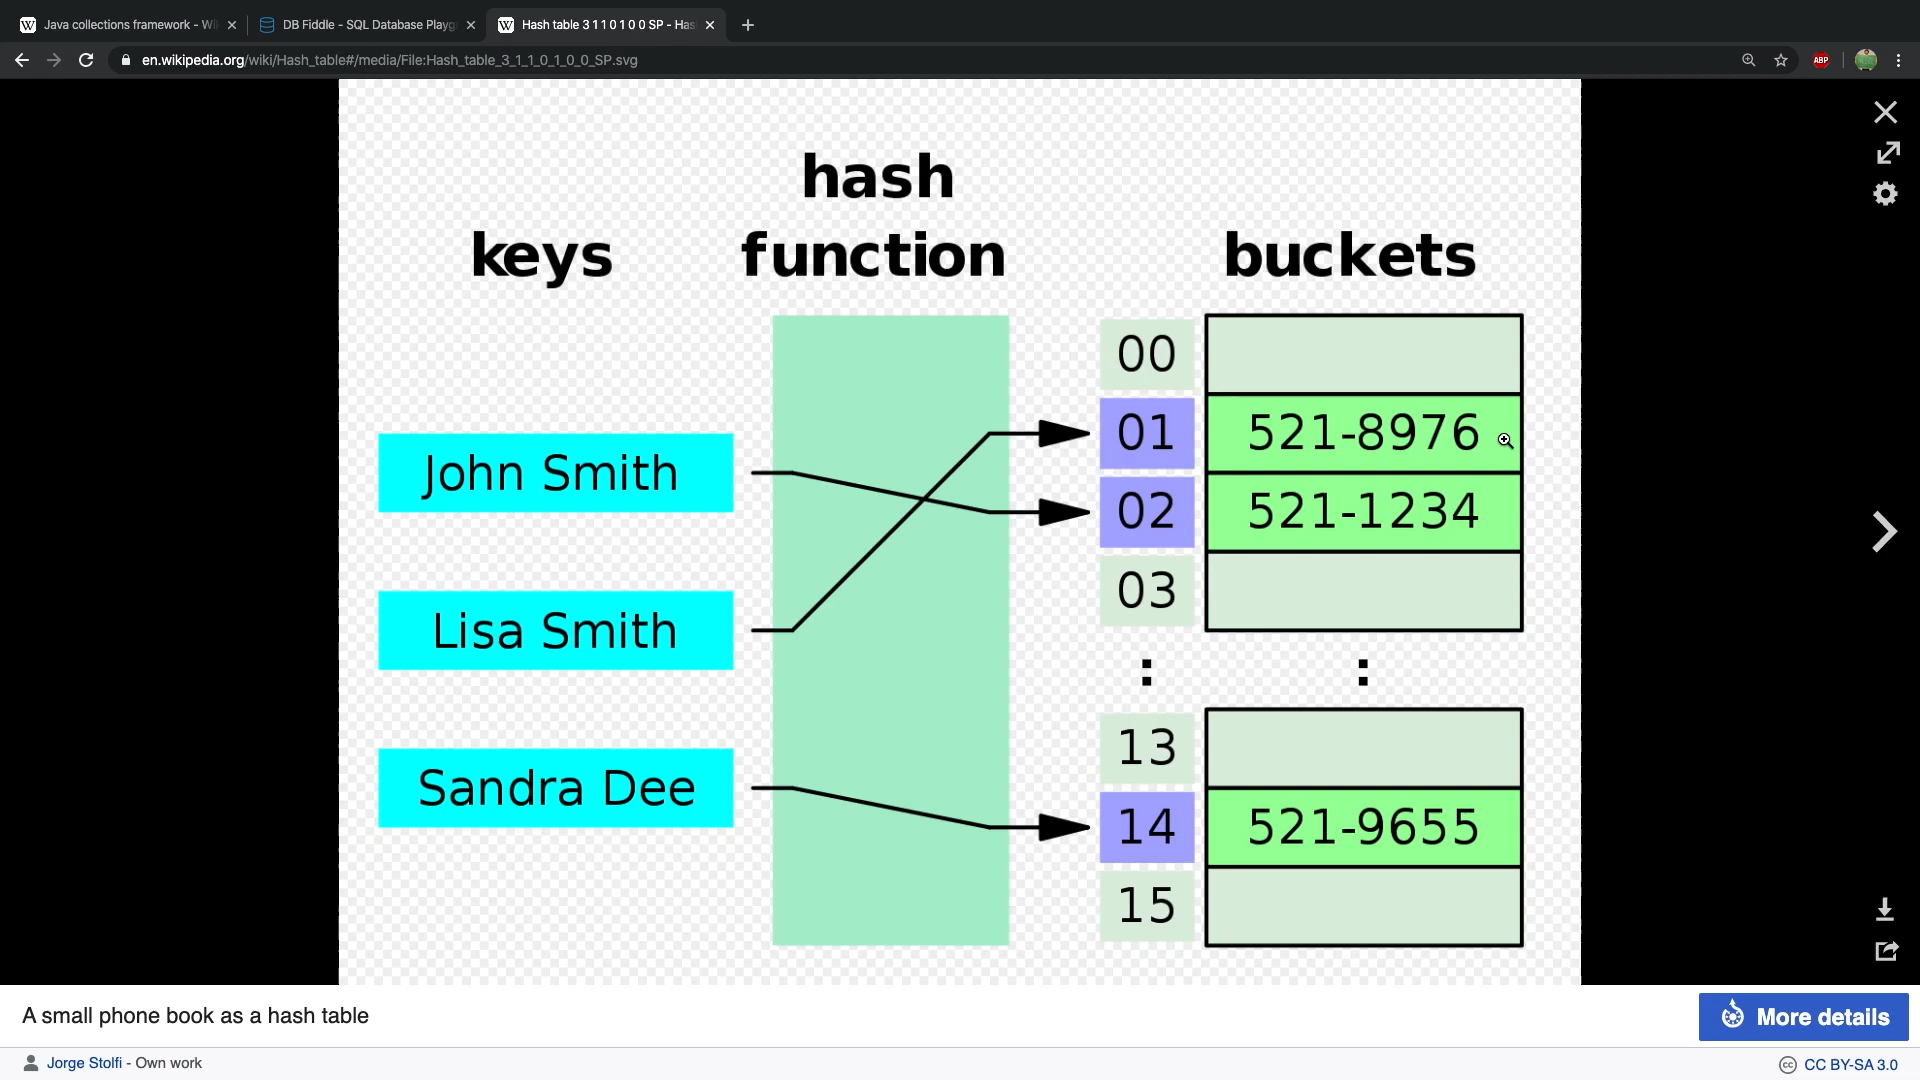 Java collections framework - Wi
DB Fiddle - SQL Database Playg
Hash table 3 1 1 0 1 0 0 SP - Has
en.wikipedia.org/wiki/Hash_table#/media/File:Hash_table_3_1_1_0_1_0_0_SP.svg
ABP
hash
keys function buckets
00
01 521-8976
John Smith
02 521-1234
03
Lisa Smith
: :
13
Sandra Dee
14 521-9655
15
A small phone book as a hash table
More details
Jorge Stolfi - Own work
CC BY-SA 3.0